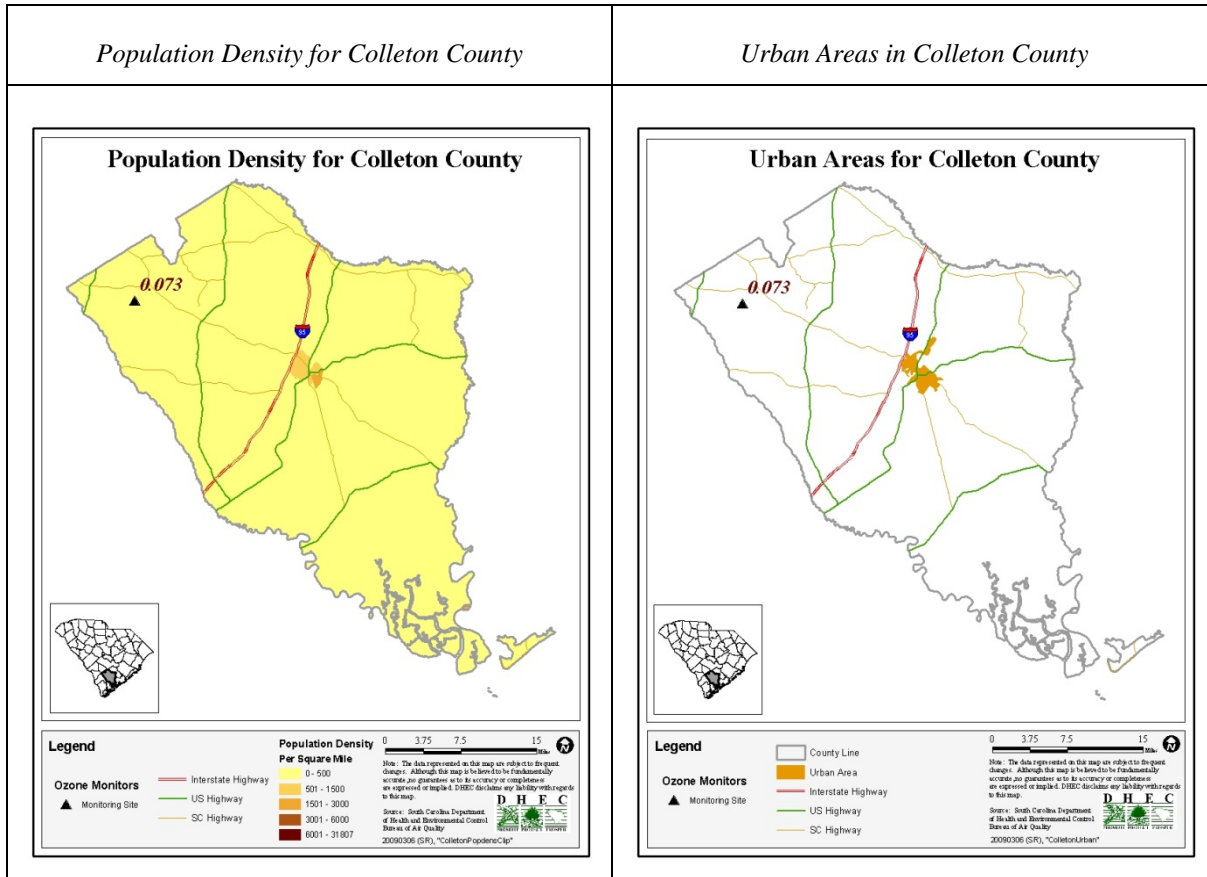 Population Density for Colleton County
Urban Areas in Colleton County
Population Density for Colleton County
0.073
95
Legend
Ozone Monitors
Monitoring Site
Interstate Highway
US Highway
SC Highway
Population Density
Per Square Mile
0 - 500
501 - 1500
1501 - 3000
3001 - 6000
6001 - 31807
0 3.75 7.5 15
Miles
N
Note: The data represented on this map are subject to frequent
changes. Although this map is believed to be fundamentally
accurate, no guarantees as to its accuracy or completeness
are expressed or implied. DHEC disclaims any liability with regards
to this map.
Source: South Carolina Department
of Health and Environmental Control
Bureau of Air Quality
D H E C
PROMOTE PROTECT PROSPER
20090306 (SR), "ColletonPopdensClip"
Urban Areas for Colleton County
0.073
95
Legend
Ozone Monitors
Monitoring Site
County Line
Urban Area
Interstate Highway
US Highway
SC Highway
0 3.75 7.5 15
Miles
N
Note: The data represented on this map are subject to frequent
changes. Although this map is believed to be fundamentally
accurate, no guarantees as to its accuracy or completeness
are expressed or implied. DHEC disclaims any liability with regards
to this map.
Source: South Carolina Department
of Health and Environmental Control
Bureau of Air Quality
D H E C
PROMOTE PROTECT PROSPER
20090306 (SR), "ColletonUrban"